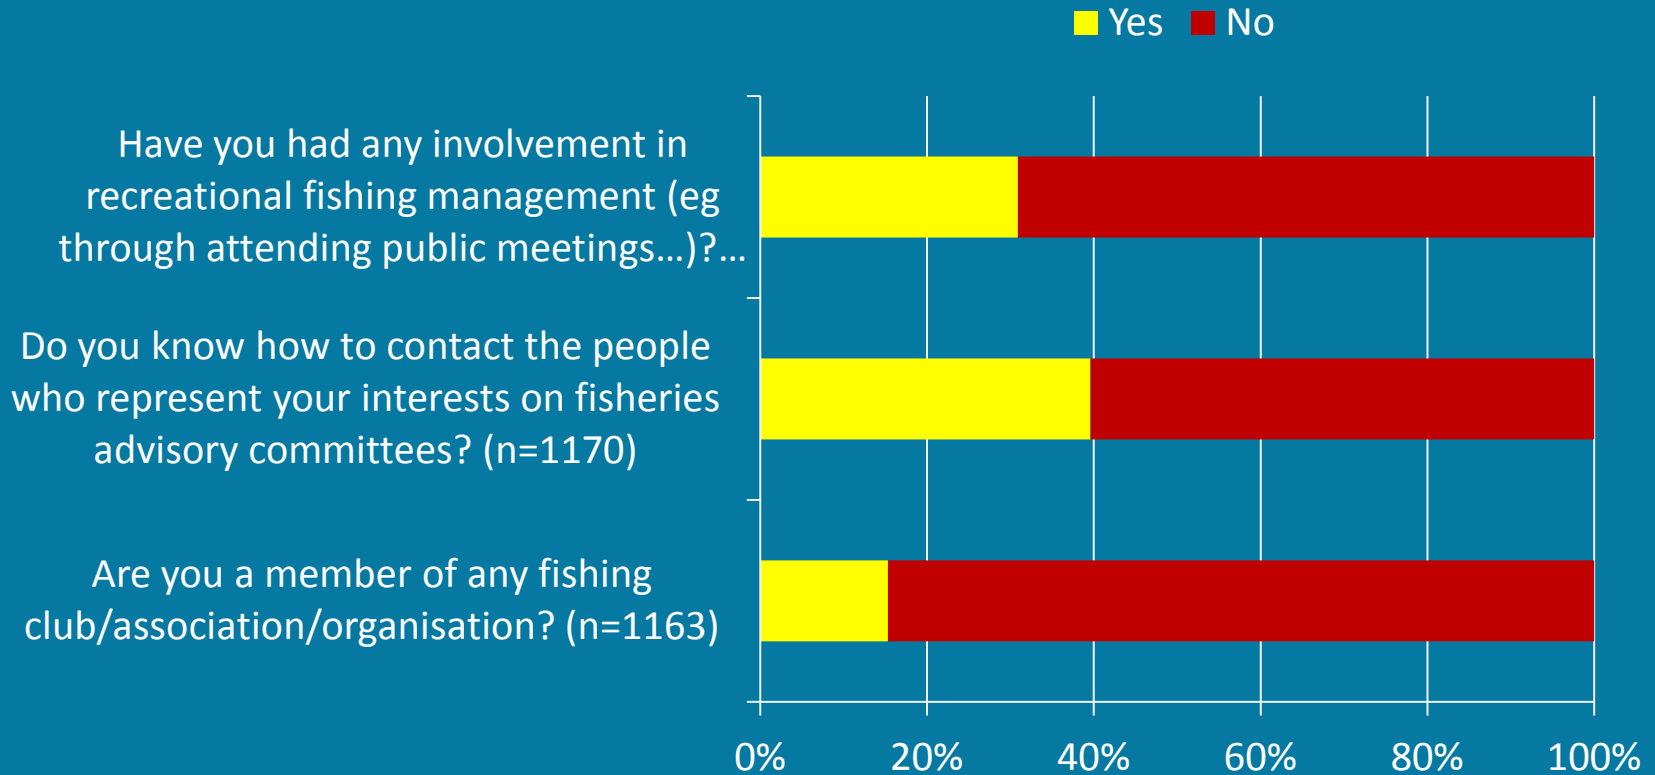 Yes No
Have you had any involvement in
recreational fishing management (eg
through attending public meetings...)?...
Do you know how to contact the people
who represent your interests on fisheries
advisory committees? (n=1170)
Are you a member of any fishing
club/association/organisation? (n=1163)
0% 20% 40% 60% 80% 100%